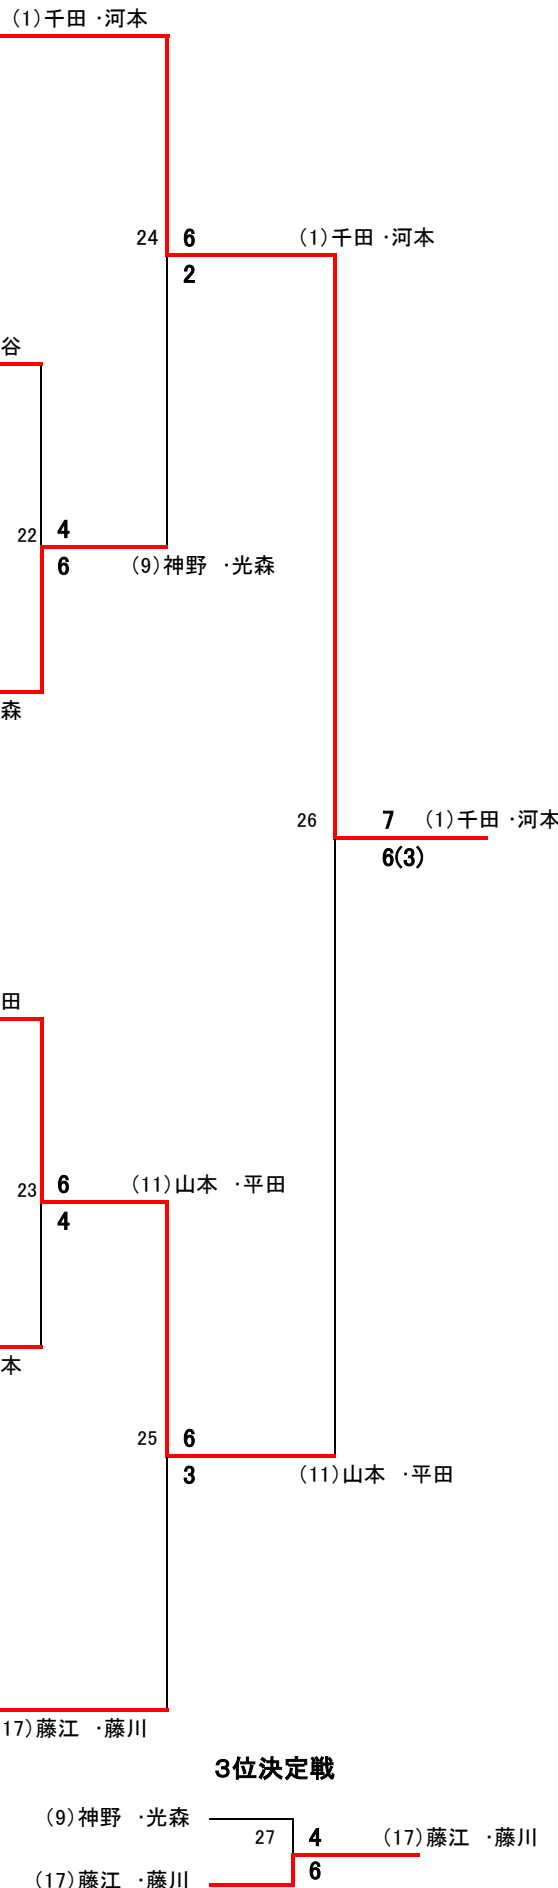 (1)千田 ・河本
24 6 (1)千田 ・河本
2
谷
22 4
6 (9)神野 ・光森
森
26 7 (1)千田 ・河本
6(3)
田
23 6 (11)山本 ・平田
4
本
25 6
3 (11)山本 ・平田
17)藤江 ・藤川
3位決定戦
(9)神野 ・光森
27 4 (17)藤江 ・藤川
6
(17)藤江 ・藤川